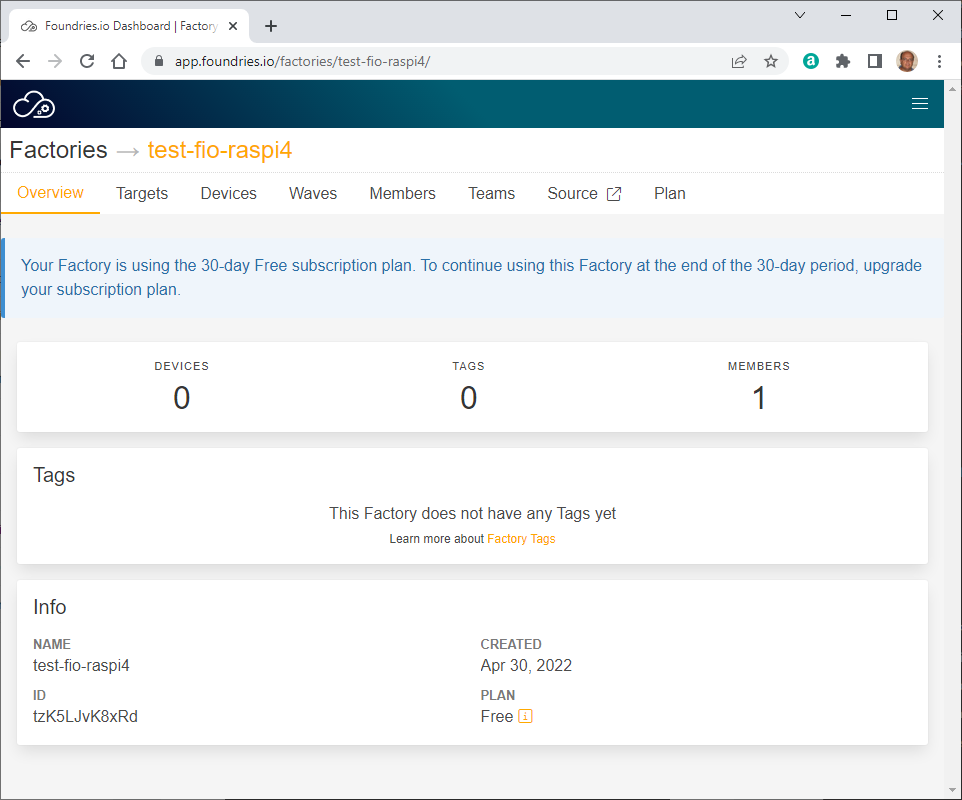 Foundries.io Dashboard | Factory
app.foundries.io/factories/test-fio-raspi4/
a
Factories → test-fio-raspi4
Overview Targets Devices Waves Members Teams Source Plan
Your Factory is using the 30-day Free subscription plan. To continue using this Factory at the end of the 30-day period, upgrade
your subscription plan.
DEVICES TAGS MEMBERS
0 0 1
Tags
This Factory does not have any Tags yet
Learn more about Factory Tags
Info
NAME CREATED
test-fio-raspi4 Apr 30, 2022
ID PLAN
tzK5LJvK8xRd Free i